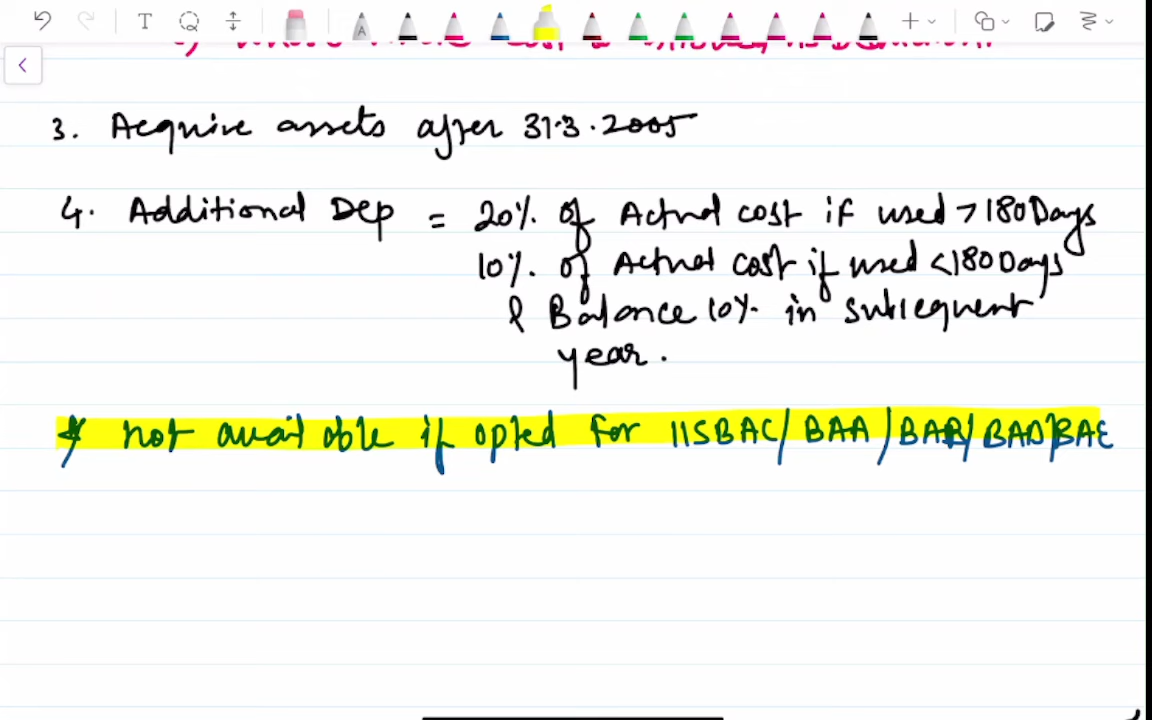 3. Acquire assets after 31.3.2005
4. Additional Dep = 20% of Actual cost if used >180 Days
10% of Actual cost if used <180 Days
& Balance 10% in subsequent
year.
* not available if opted for 115BAC/ BAA /BAB/ BAD/ BAE